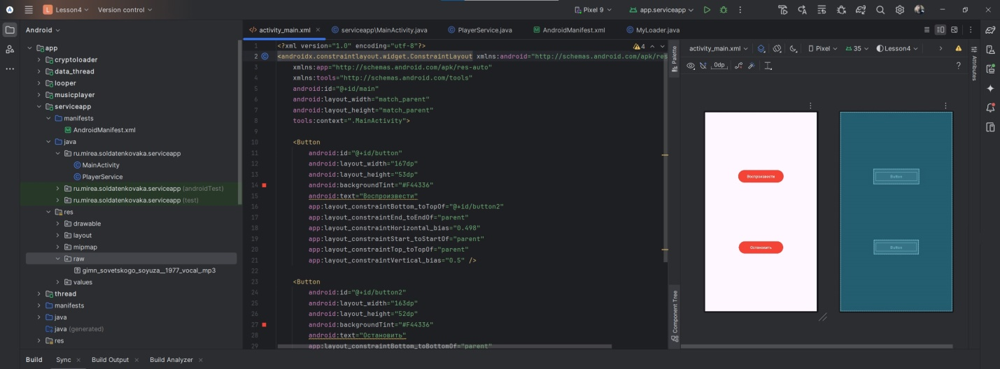 L Lesson4 Version control Pixel 9 app.serviceapp
Android
app
cryptoloader
data_thread
looper
musicplayer
serviceapp
manifests
AndroidManifest.xml
java
ru.mirea.soldatenkovaka.serviceapp
MainActivity
PlayerService
ru.mirea.soldatenkovaka.serviceapp (androidTest)
ru.mirea.soldatenkovaka.serviceapp (test)
res
drawable
layout
mipmap
raw
gimn_sovetskogo_soyuza__1977_vocal_.mp3
values
thread
manifests
java
java (generated)
res
activity_main.xml serviceapp\MainActivity.java PlayerService.java AndroidManifest.xml MyLoader.java
1 <?xml version="1.0" encoding="utf-8"?> 4
2 <androidx.constraintlayout.widget.ConstraintLayout xmlns:android="http://schemas.android.com/apk/res
3 xmlns:app="http://schemas.android.com/apk/res-auto"
4 xmlns:tools="http://schemas.android.com/tools"
5 android:id="@+id/main"
6 android:layout_width="match_parent"
7 android:layout_height="match_parent"
8 tools:context=".MainActivity">
9
10 <Button
11 android:id="@+id/button"
12 android:layout_width="167dp"
13 android:layout_height="53dp"
14 android:backgroundTint="#F44336"
15 android:text="Воспроизвести"
16 app:layout_constraintBottom_toTopOf="@+id/button2"
17 app:layout_constraintEnd_toEndOf="parent"
18 app:layout_constraintHorizontal_bias="0.498"
19 app:layout_constraintStart_toStartOf="parent"
20 app:layout_constraintTop_toTopOf="parent"
21 app:layout_constraintVertical_bias="0.5" />
22
23 <Button
24 android:id="@+id/button2"
25 android:layout_width="163dp"
26 android:layout_height="52dp"
27 android:backgroundTint="#F44336"
28 android:text="Остановить"
29 app:layout_constraintBottom_toBottomOf="parent"
Palette
Component Tree
activity_main.xml Pixel 35 Lesson4
0dp ?
Attributes
Воспроизвести
Остановить
Button
Button
Build Sync Build Output Build Analyzer